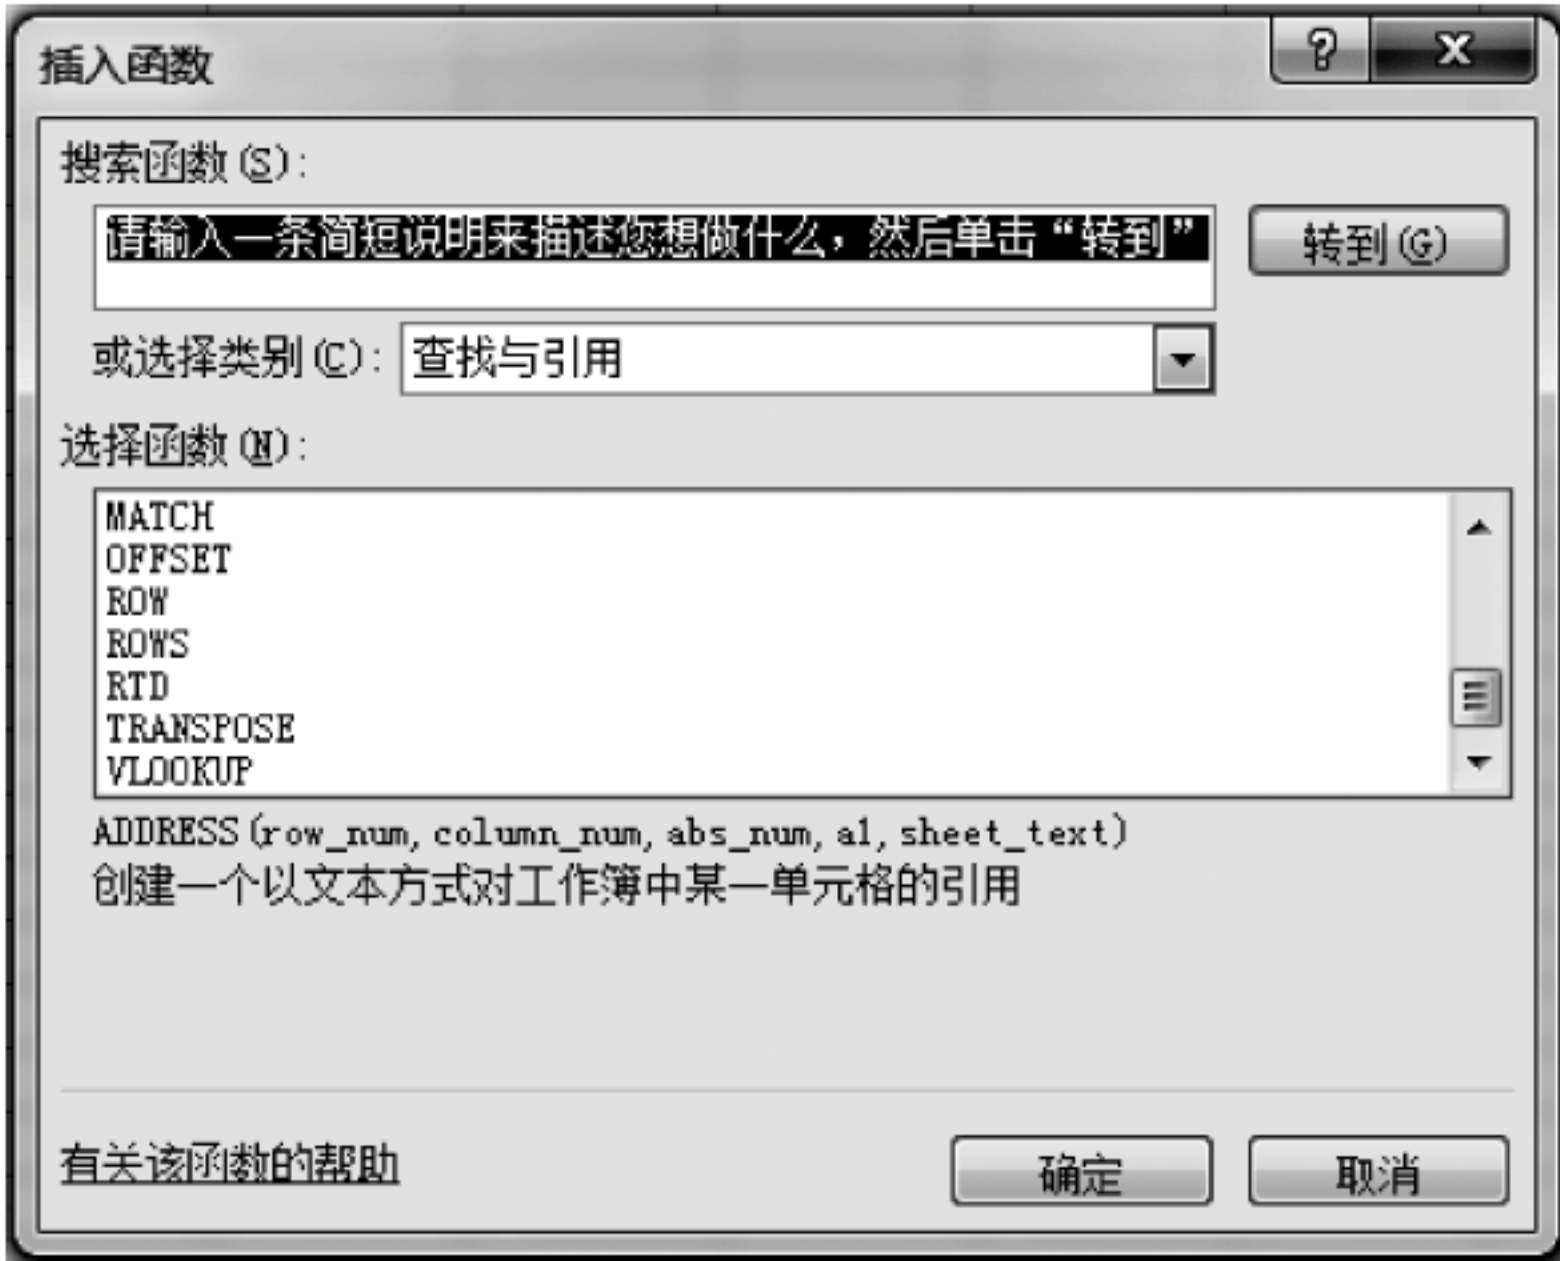 插入函数
搜索函数(S):
请输入一条简短说明来描述您想做什么，然后单击“转到”
转到(G)
或选择类别(C):
查找与引用
选择函数(N):
MATCH
OFFSET
ROW
ROWS
RTD
TRANSPOSE
VLOOKUP
ADDRESS(row_num,column_num,abs_num,a1,sheet_text)
创建一个以文本方式对工作簿中某一单元格的引用
有关该函数的帮助
确定
取消